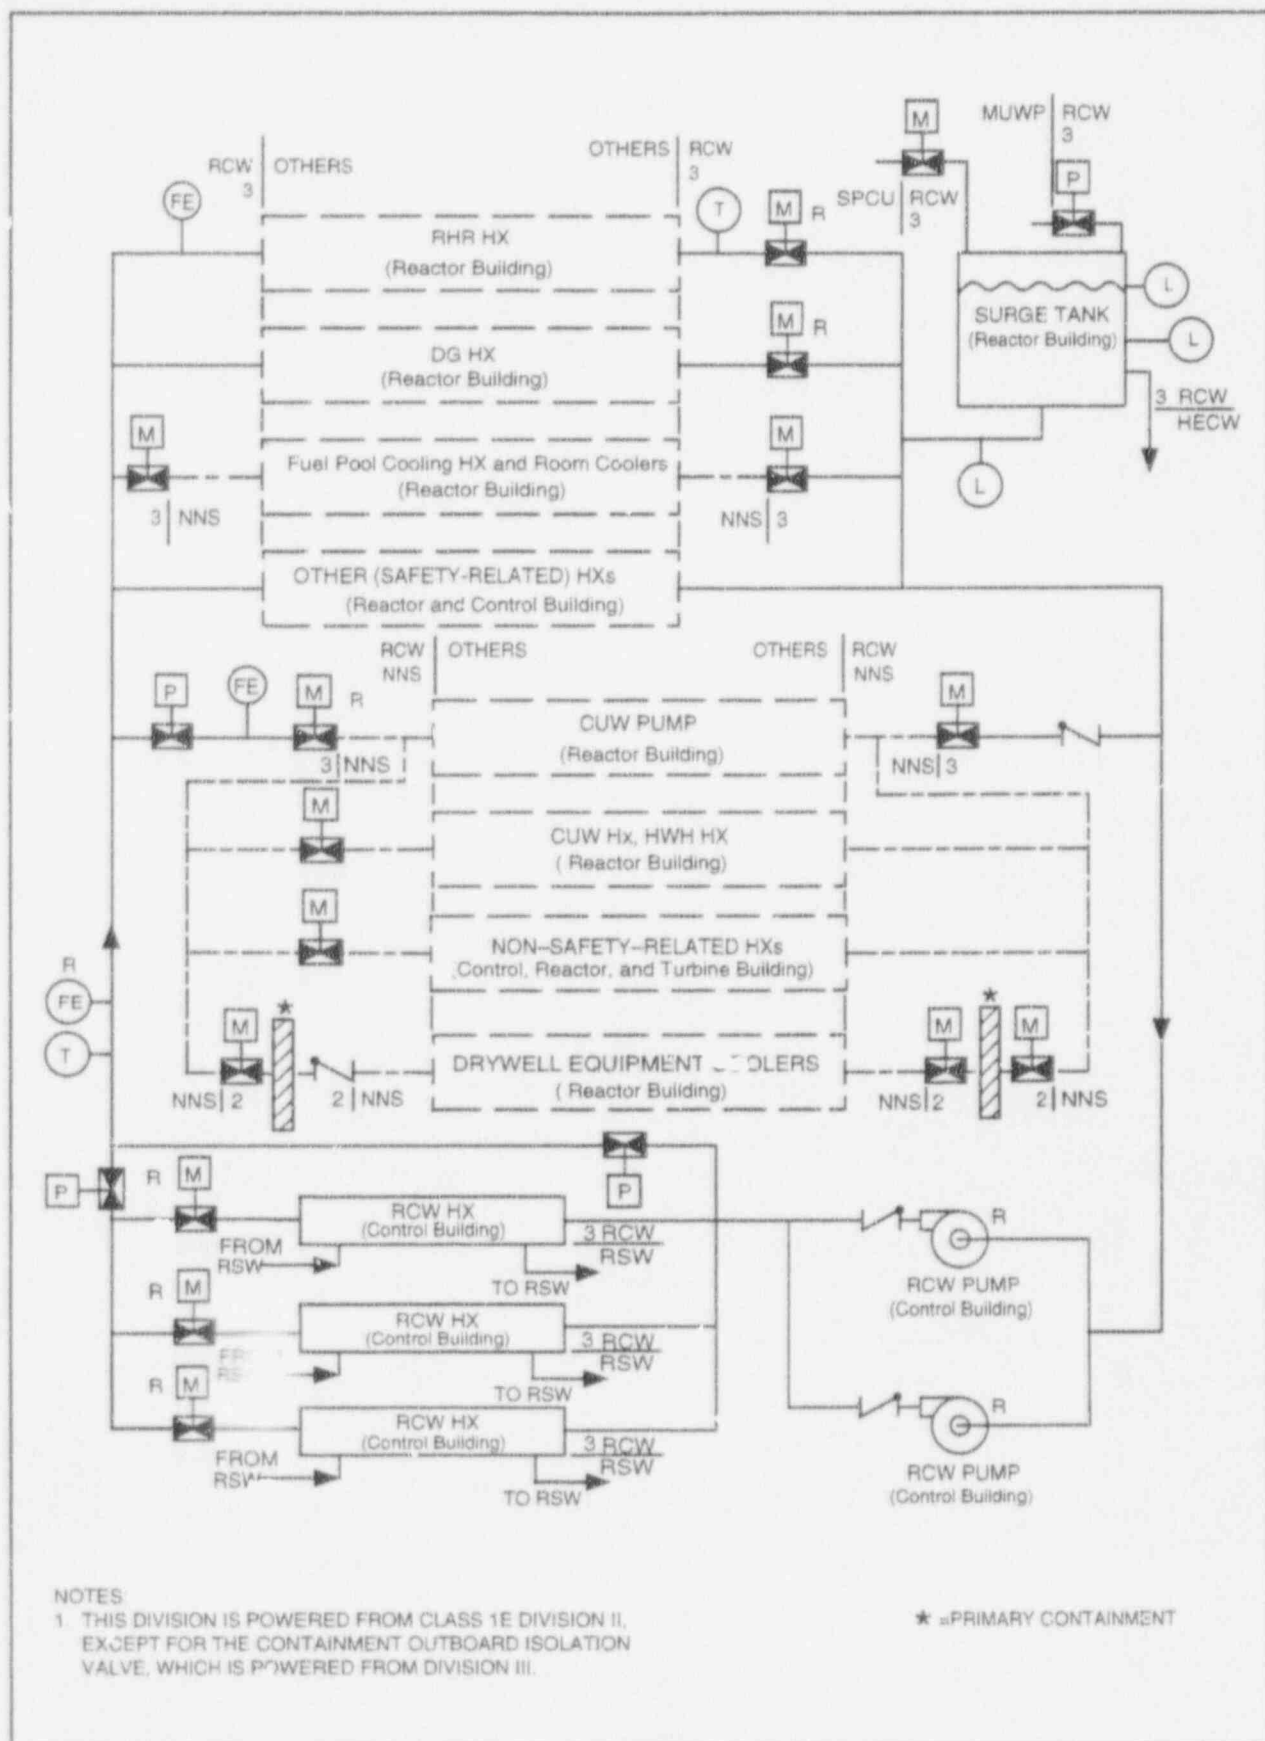 MUWP RCW
3
M
P
OTHERS RCW
3
RCW OTHERS
3
SPCU RCW
3
FE
T
M R
RHR HX
(Reactor Building)
L
SURGE TANK
(Reactor Building)
M R
L
DG HX
(Reactor Building)
3 RCW
HECW
M
M
Fuel Pool Cooling HX and Room Coolers
(Reactor Building)
L
3 NNS
NNS 3
OTHER (SAFETY-RELATED) HXs
(Reactor and Control Building)
RCW OTHERS
NNS
OTHERS RCW
NNS
P
FE
M R
M
CUW PUMP
(Reactor Building)
3 NNS
NNS 3
M
CUW Hx, HWH HX
( Reactor Building)
M
NON-SAFETY-RELATED HXs
(Control, Reactor, and Turbine Building)
R
FE
★
★
M
M
M
T
DRYWELL EQUIPMENT
( Reactor Building)
NNS 2
2 NNS
NNS 2
2 NNS
P
R M
P
RCW HX
(Control Building)
3 RCW
RSW
R
FROM
RSW
TO RSW
RCW PUMP
(Control Building)
R M
RCW HX
(Control Building)
3 RCW
RSW
TO RSW
R M
RCW HX
(Control Building)
3 RCW
RSW
R
FROM
TO RSW
RCW PUMP
(Control Building)
NOTES
1. THIS DIVISION IS POWERED FROM CLASS 1E DIVISION II,
EXCEPT FOR THE CONTAINMENT OUTBOARD ISOLATION
VALVE, WHICH IS POWERED FROM DIVISION III.
★ =PRIMARY CONTAINMENT